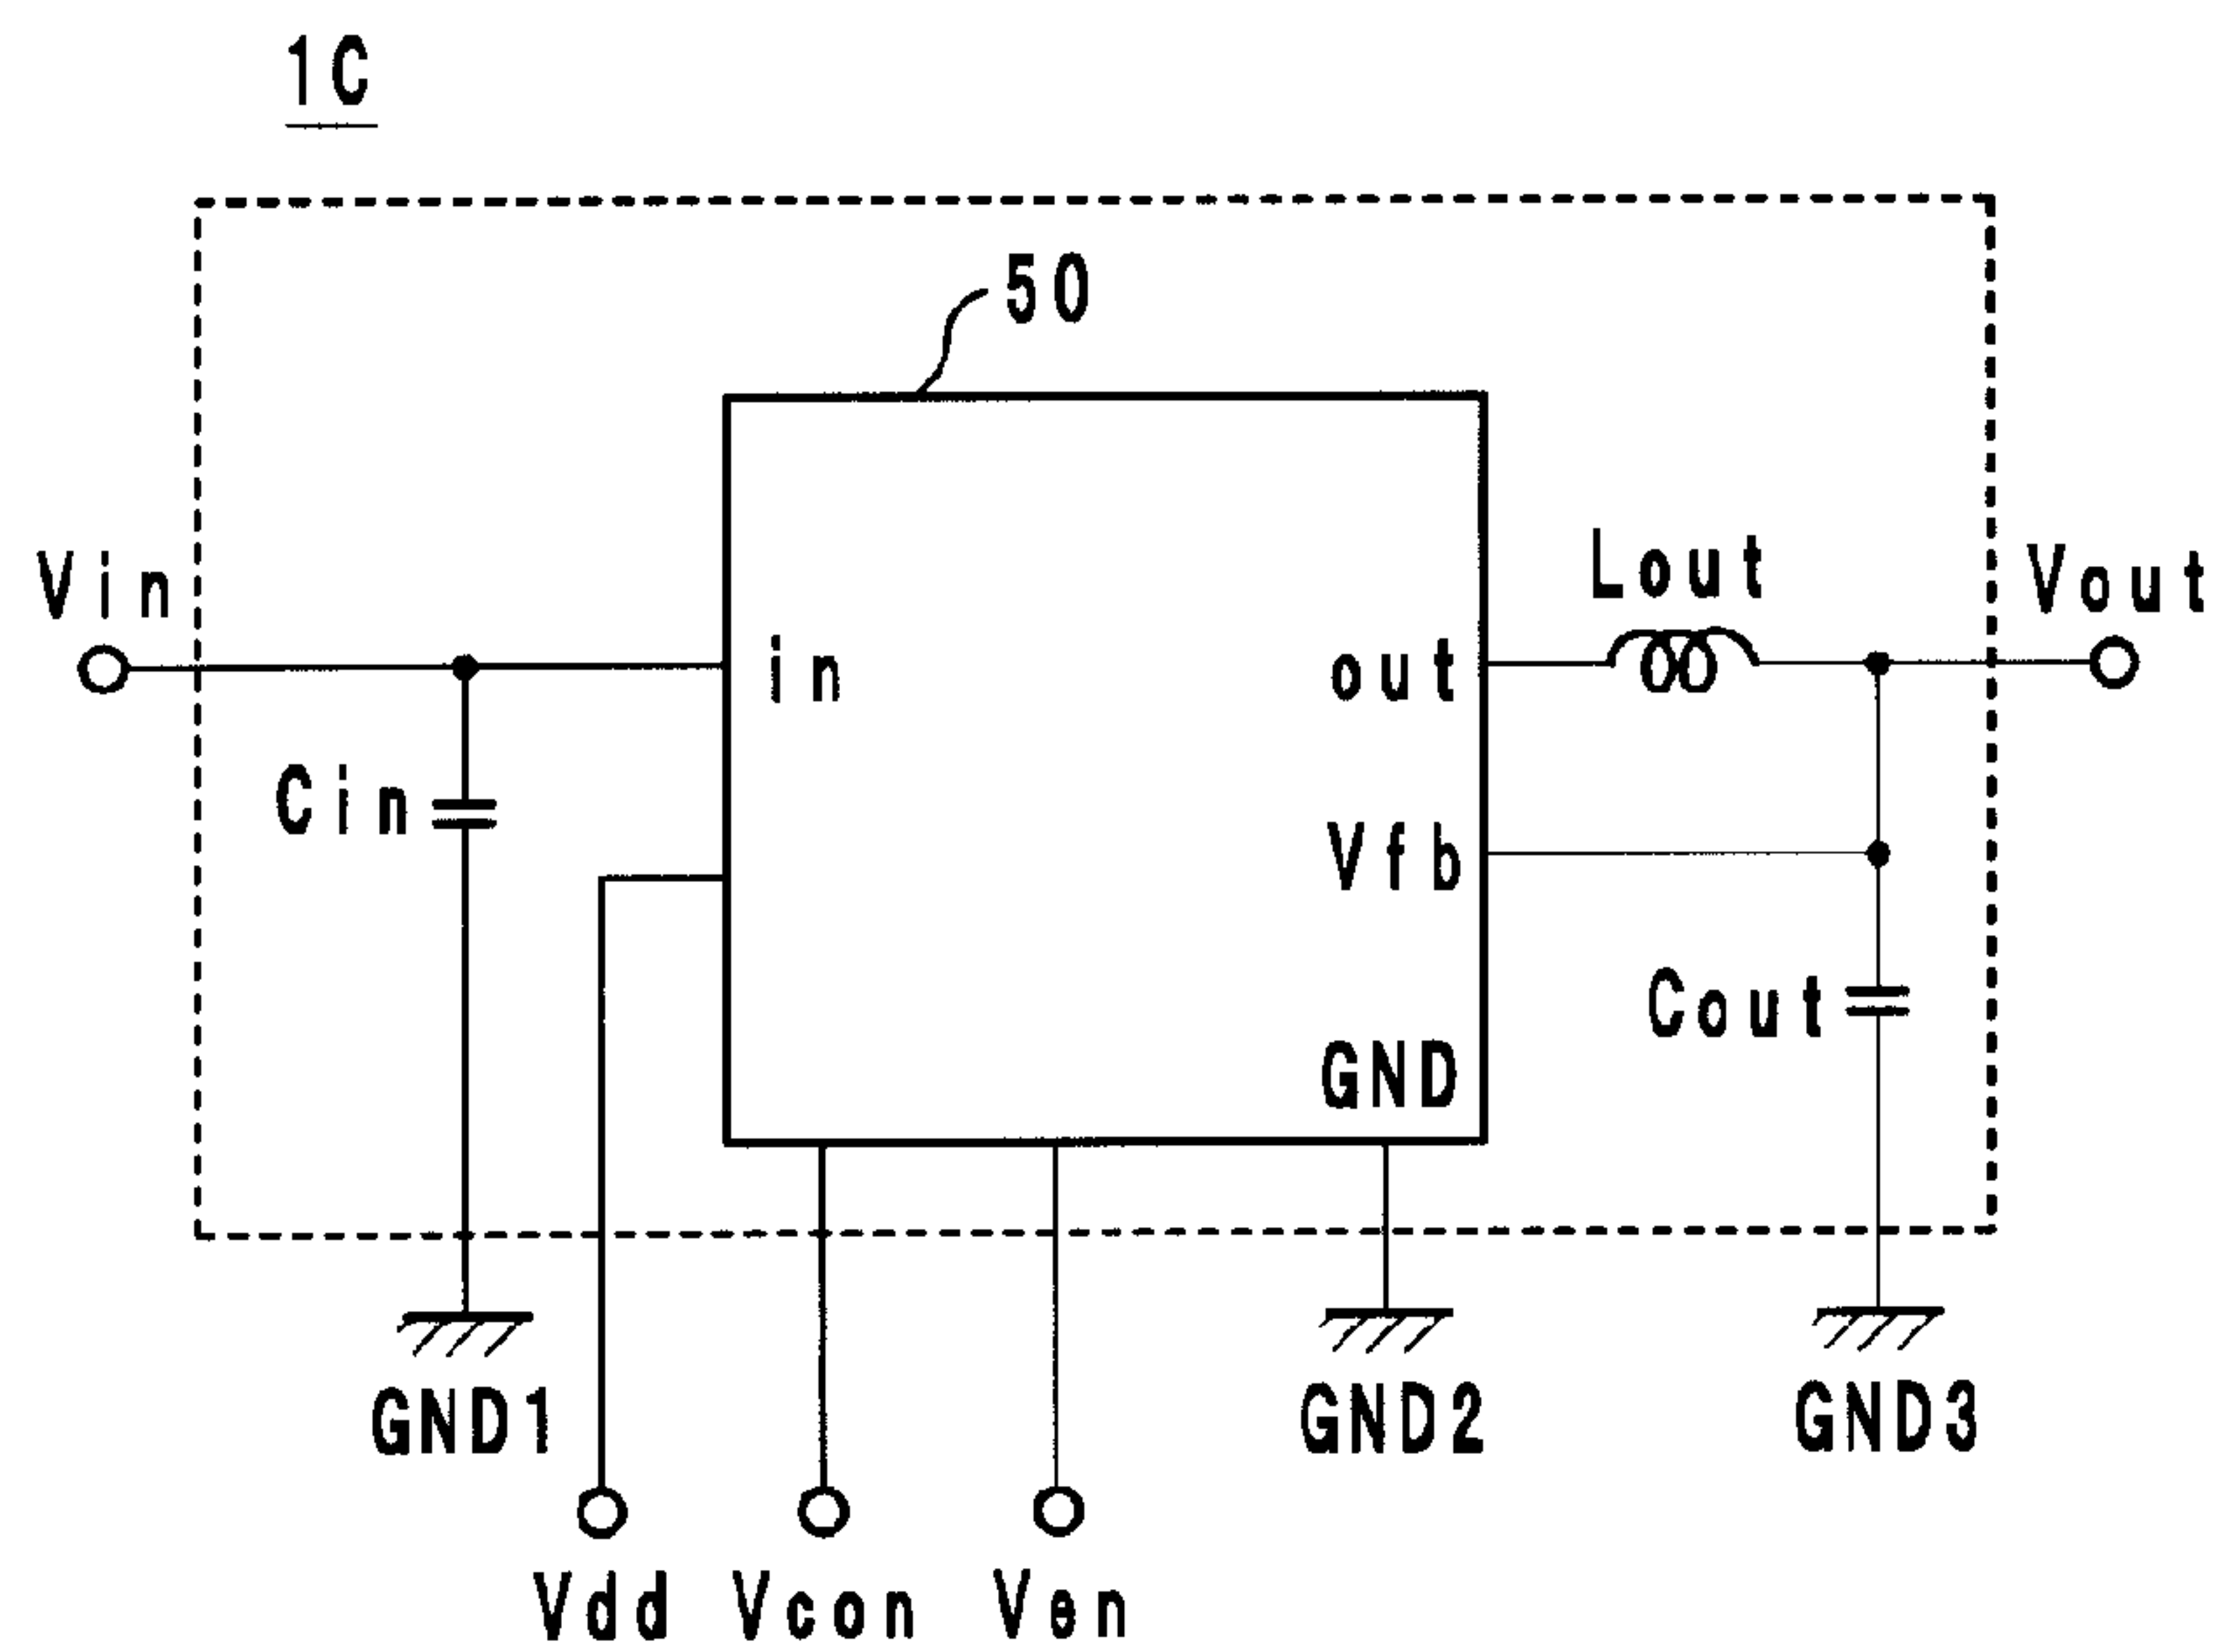 1C
50
Vin
Lout
Vout
in
out
Cin
Vfb
Cout
GND
GND1
GND2
GND3
Vdd
Vcon
Ven